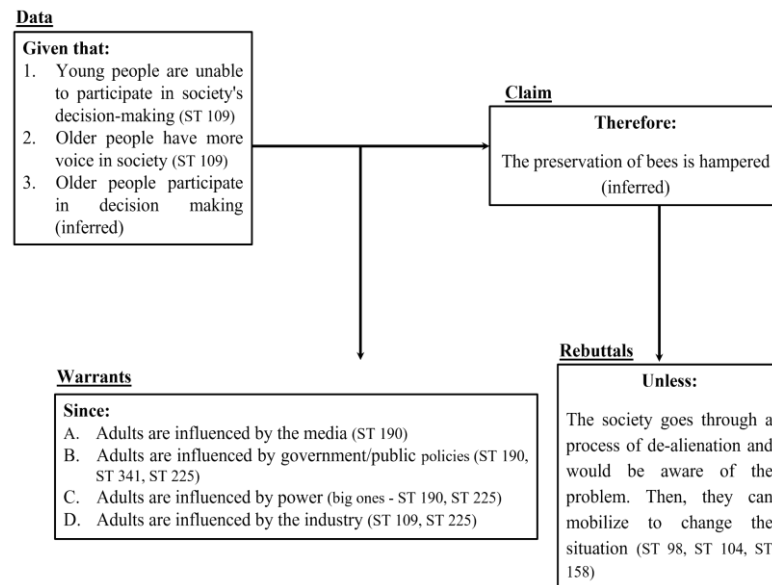 Data
Given that:
1. Young people are unable
to participate in society's
decision-making (ST 109)
2. Older people have more
voice in society (ST 109)
3. Older people participate
in decision making
(inferred)
Claim
Therefore:
The preservation of bees is hampered
(inferred)
Warrants
Since:
A. Adults are influenced by the media (ST 190)
B. Adults are influenced by government/public policies (ST 190,
ST 341, ST 225)
C. Adults are influenced by power (big ones - ST 190, ST 225)
D. Adults are influenced by the industry (ST 109, ST 225)
Rebuttals
Unless:
The society goes through a
process of de-alienation and
would be aware of the
problem. Then, they can
mobilize to change the
situation (ST 98, ST 104, ST
158)